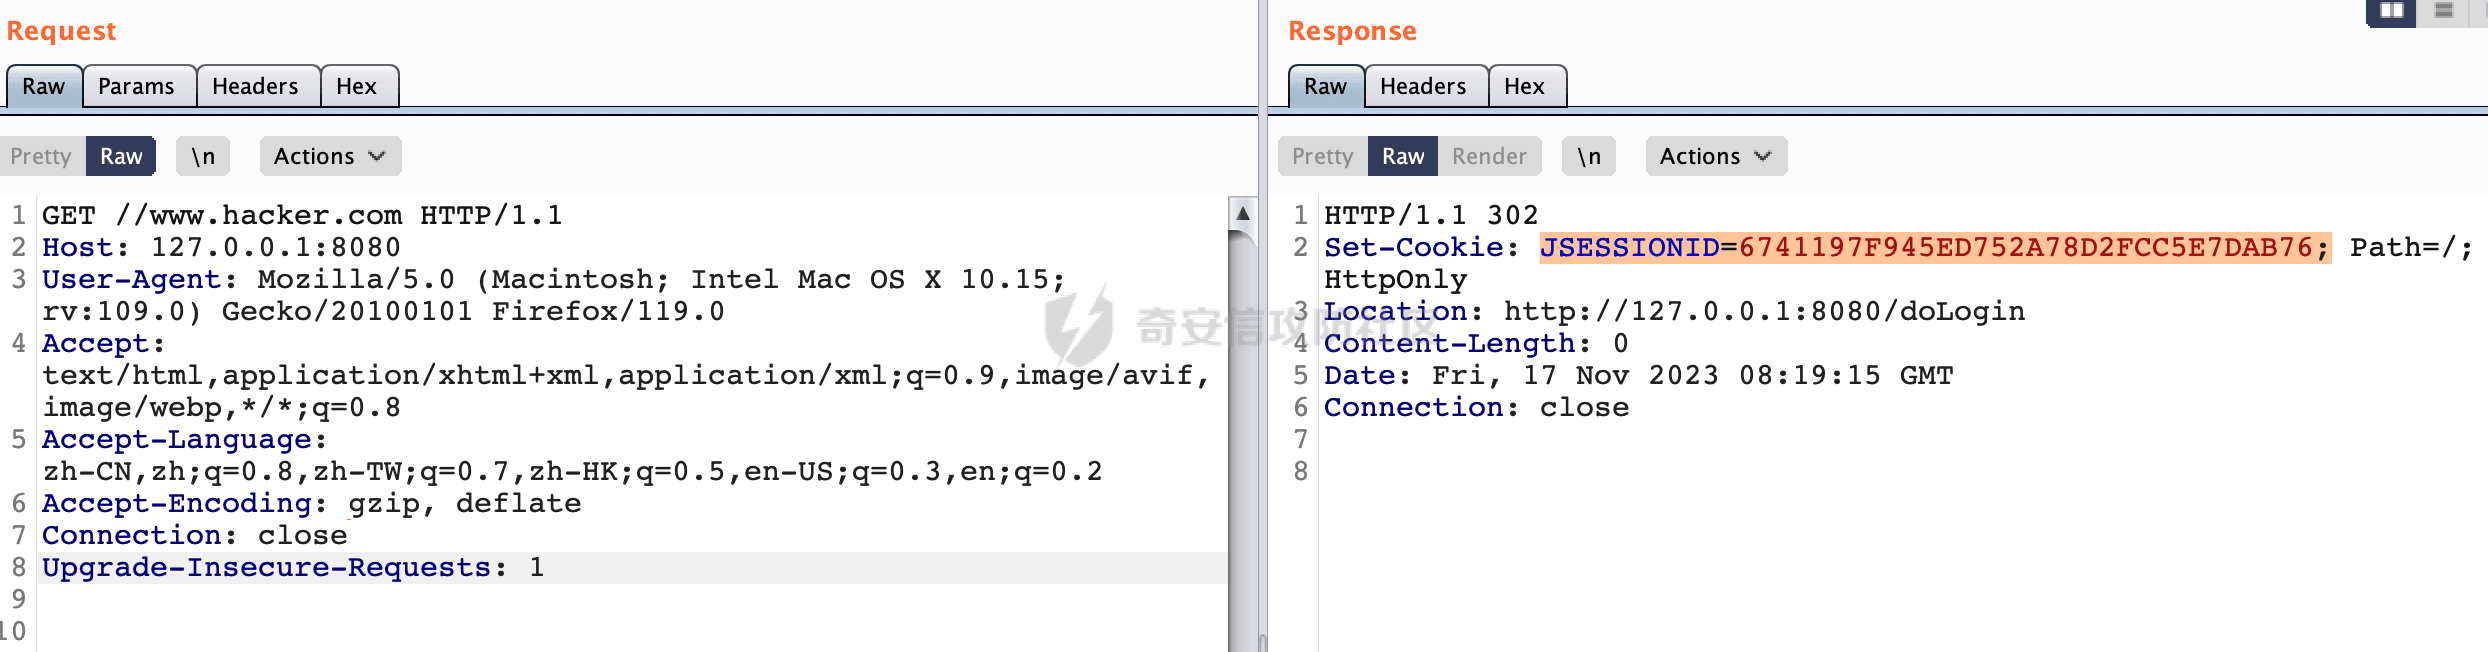 Request
Raw Params Headers Hex
Pretty Raw \n Actions
1 GET //www.hacker.com HTTP/1.1
2 Host: 127.0.0.1:8080
3 User-Agent: Mozilla/5.0 (Macintosh; Intel Mac OS X 10.15;
rv:109.0) Gecko/20100101 Firefox/119.0
4 Accept:
text/html,application/xhtml+xml,application/xml;q=0.9,image/avif,
image/webp,*/*;q=0.8
5 Accept-Language:
zh-CN,zh;q=0.8,zh-TW;q=0.7,zh-HK;q=0.5,en-US;q=0.3,en;q=0.2
6 Accept-Encoding: gzip, deflate
7 Connection: close
8 Upgrade-Insecure-Requests: 1
9
10
Response
Raw Headers Hex
Pretty Raw Render \n Actions
1 HTTP/1.1 302
2 Set-Cookie: JSESSIONID=6741197F945ED752A78D2FCC5E7DAB76; Path=/;
HttpOnly
3 Location: http://127.0.0.1:8080/doLogin
4 Content-Length: 0
5 Date: Fri, 17 Nov 2023 08:19:15 GMT
6 Connection: close
7
8
奇安信攻防社区